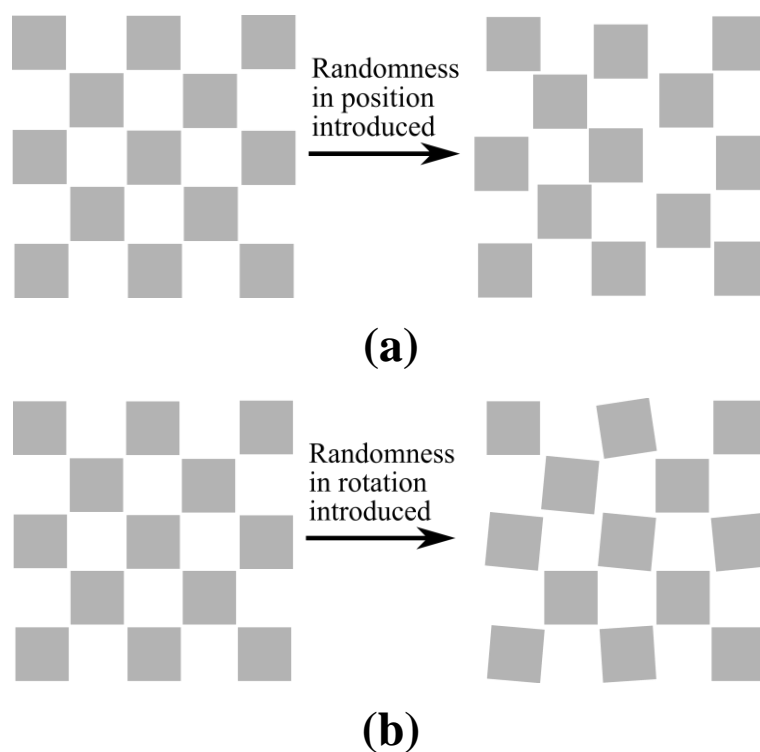 Randomness
in position
introduced
(a)
Randomness
in rotation
introduced
(b)